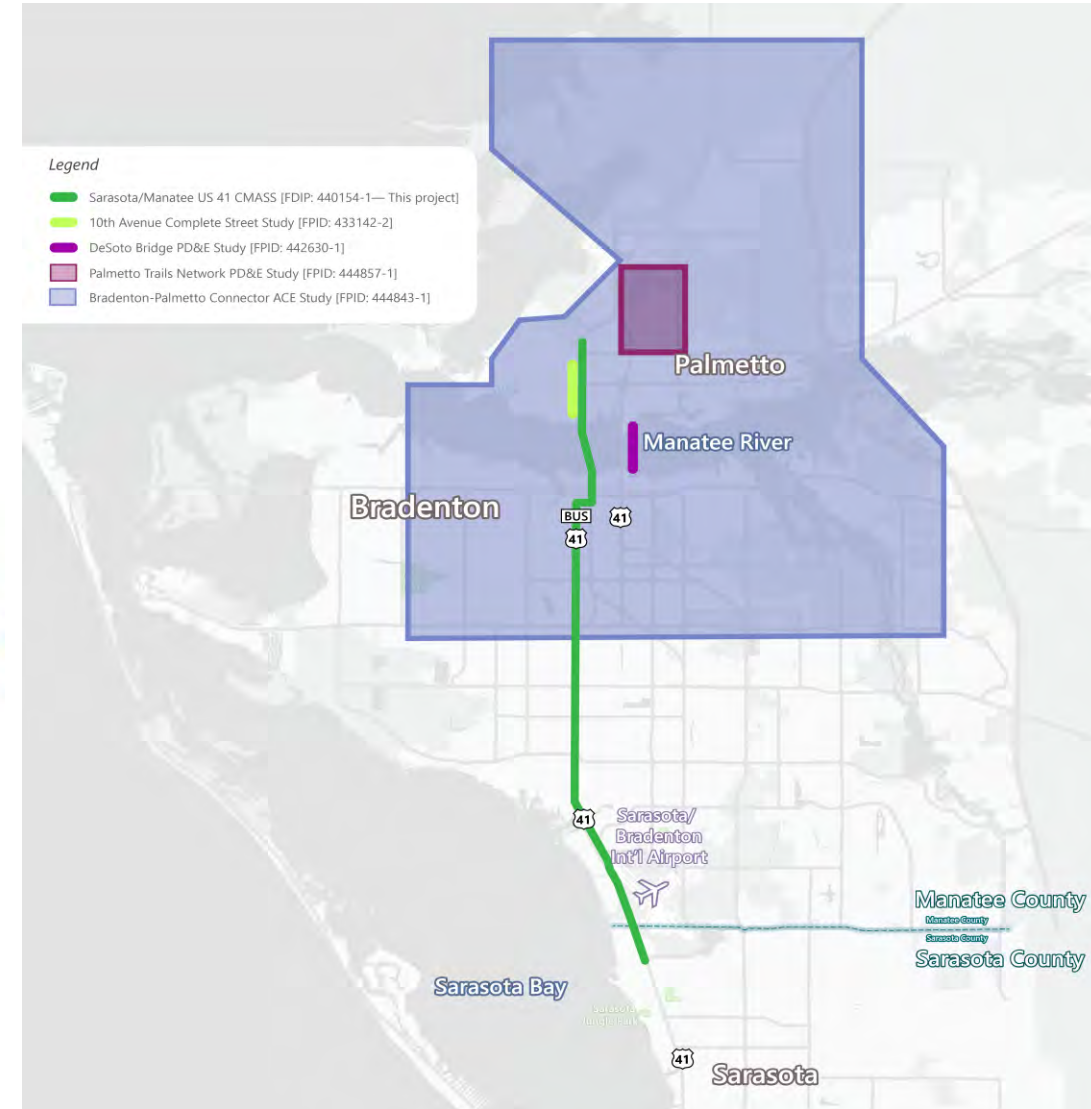 Legend
Sarasota/Manatee US 41 CMASS [FDIP: 440154-1— This project]
10th Avenue Complete Street Study [FPID: 433142-2]
DeSoto Bridge PD&E Study [FPID: 442630-1]
Palmetto Trails Network PD&E Study [FPID: 444857-1]
Bradenton-Palmetto Connector ACE Study [FPID: 444843-1]
Palmetto
Manatee River
Bradenton
BUS
41
41
41
Sarasota/
Bradenton
Int'l Airport
Manatee County
Manatee County
Sarasota County
Sarasota County
Sarasota Bay
Sarasota
Jungle Park
41
Sarasota